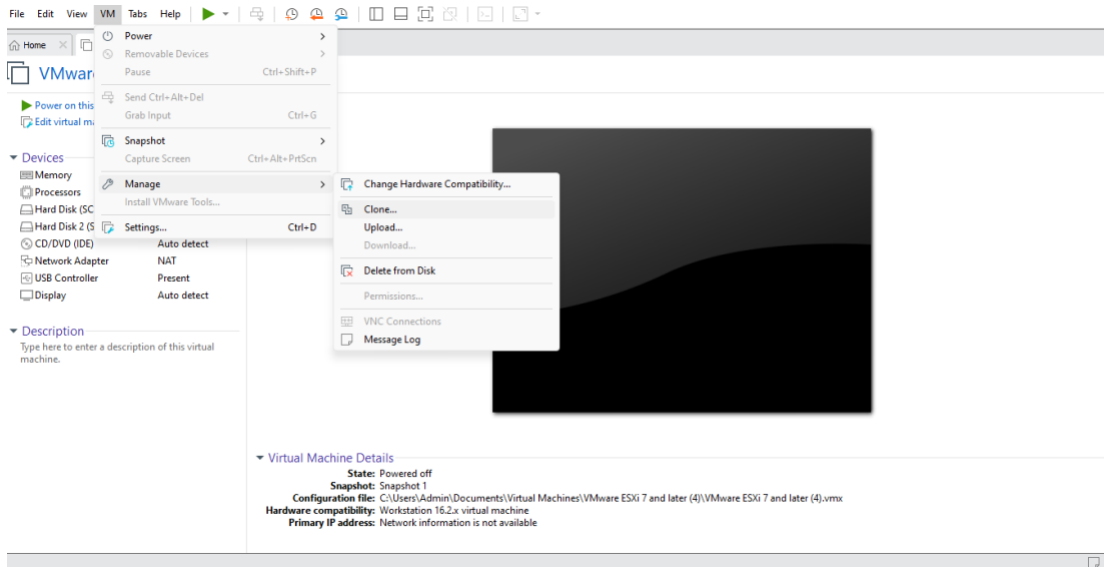 File Edit View VM Tabs Help
Home
VMwar
Power on this
Edit virtual ma
Devices
Memory
Processors
Hard Disk (SC
Hard Disk 2 (S
CD/DVD (IDE) Auto detect
Network Adapter NAT
USB Controller Present
Display Auto detect
Description
Type here to enter a description of this virtual
machine.
Power
Removable Devices
Pause Ctrl+Shift+P
Send Ctrl+Alt+Del
Grab Input Ctrl+G
Snapshot
Capture Screen Ctrl+Alt+PrtScn
Manage
Install VMware Tools...
Settings... Ctrl+D
Change Hardware Compatibility...
Clone...
Upload...
Download...
Delete from Disk
Permissions...
VNC Connections
Message Log
Virtual Machine Details
State: Powered off
Snapshot: Snapshot 1
Configuration file: C:\Users\Admin\Documents\Virtual Machines\VMware ESXi 7 and later (4)\VMware ESXi 7 and later (4).vmx
Hardware compatibility: Workstation 16.2.x virtual machine
Primary IP address: Network information is not available